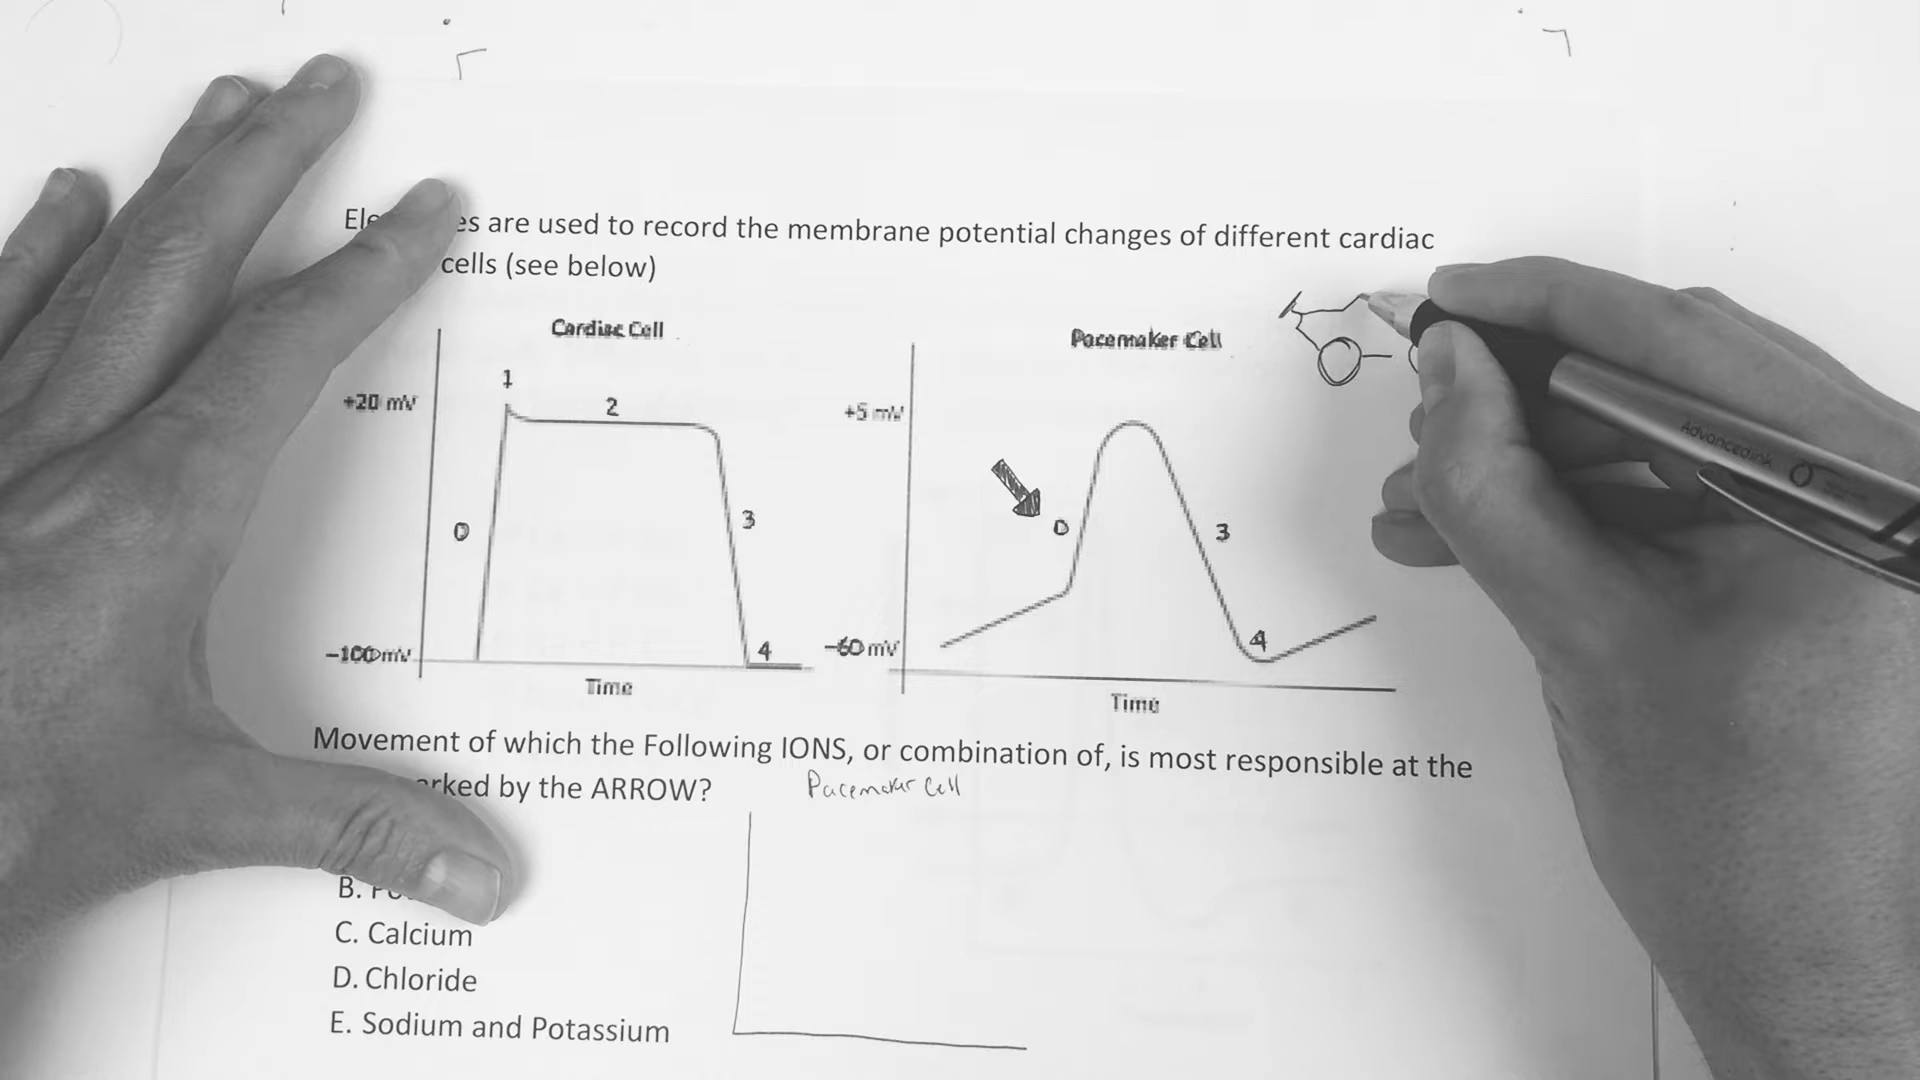 are used to record the membrane potential changes of different cardiac
cells (see below)
Cardiac Cell
Pacemaker Cell
1
+20 mV
2
+5 mV
0
3
0
3
-100 mV
4
-60 mV
4
Time
Time
Movement of which the Following IONS, or combination of, is most responsible at the
by the ARROW?
Pacemaker Cell
B.
C. Calcium
D. Chloride
E. Sodium and Potassium
Advancedink